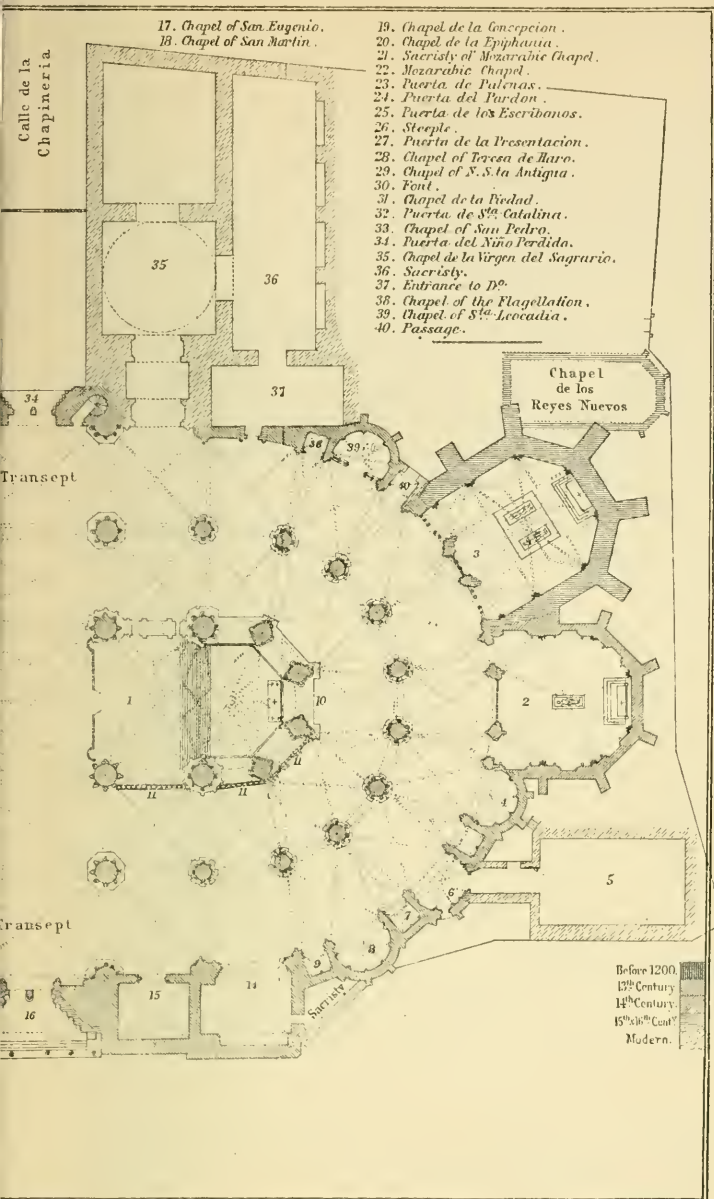 17. Chapel of San Eugenio.
18. Chapel of San Martin.
19. Chapel de la Concepcion.
20. Chapel de la Epiphania.
21. Sacristy of Mozarabic Chapel.
22. Mozarabic Chapel.
23. Puerta de Palenas.
24. Puerta del Pardon.
25. Puerta de los Escribanos.
26. Steeple.
27. Puerta de la Presentacion.
28. Chapel of Teresa de Haro.
29. Chapel of N. S. ta Antigua.
30. Font.
31. Chapel de la Piedad.
32. Puerta de Sta Catalina.
33. Chapel of San Pedro.
34. Puerta del Niño Perdida.
35. Chapel de la Virgen del Sagrario.
36. Sacristy.
37. Entrance to Do.
38. Chapel of the Flagellation.
39. Chapel of Sta Leocadia.
40. Passage.
Calle de la
Chapineria
35
36
37
34
38
39
40
Chapel
de los
Reyes Nuevos
Transept
3
1
10
2
11
11
11
4
5
6
7
8
9
Transept
14
15
16
Sacristy
Before 1200.
13th Century
14th Century.
15th & 16th Centy
Modern.